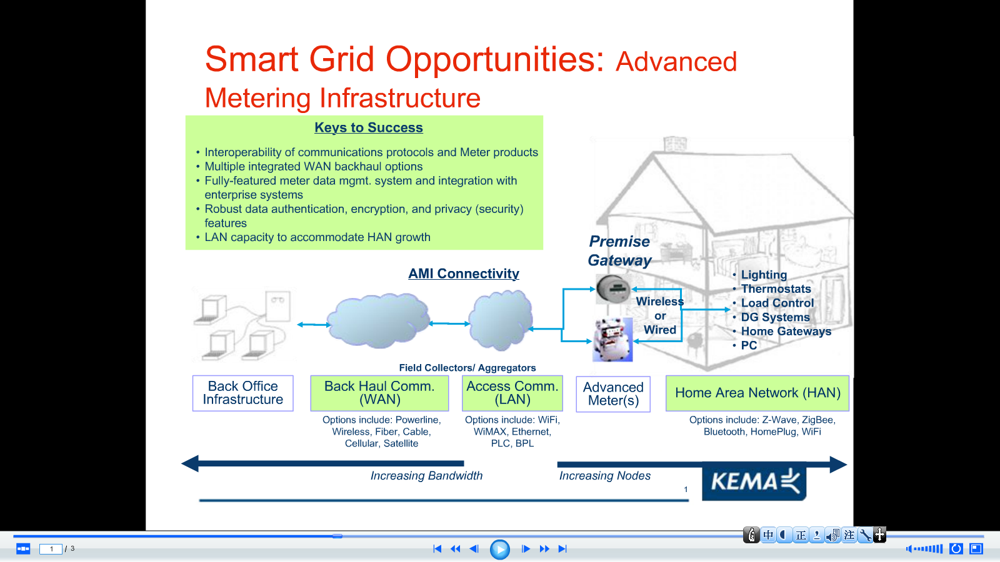 Smart Grid Opportunities: Advanced
Metering Infrastructure
Keys to Success
• Interoperability of communications protocols and Meter products
• Multiple integrated WAN backhaul options
• Fully-featured meter data mgmt. system and integration with
enterprise systems
• Robust data authentication, encryption, and privacy (security)
features
• LAN capacity to accommodate HAN growth
Premise
Gateway
AMI Connectivity
• Lighting
• Thermostats
• Load Control
• DG Systems
• Home Gateways
• PC
Wireless
or
Wired
Field Collectors/ Aggregators
Back Office
Infrastructure
Back Haul Comm.
(WAN)
Access Comm.
(LAN)
Advanced
Meter(s)
Home Area Network (HAN)
Options include: Powerline,
Wireless, Fiber, Cable,
Cellular, Satellite
Options include: WiFi,
WiMAX, Ethernet,
PLC, BPL
Options include: Z-Wave, ZigBee,
Bluetooth, HomePlug, WiFi
Increasing Bandwidth
Increasing Nodes
1
KEMA
中
正
注
1 / 3